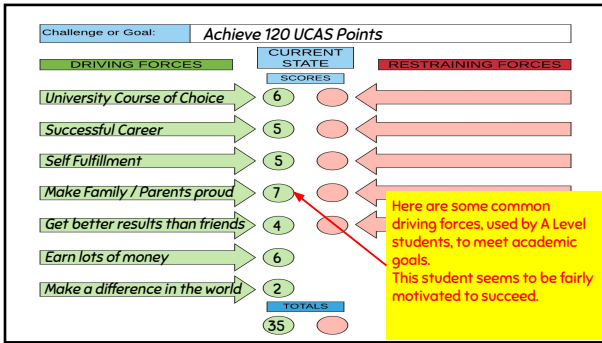 Challenge or Goal: Achieve 120 UCAS Points
CURRENT
STATE
DRIVING FORCES
RESTRAINING FORCES
SCORES
University Course of Choice 6
Successful Career 5
Self Fulfillment 5
Make Family / Parents proud 7
Get better results than friends 4
Earn lots of money 6
Make a difference in the world 2
TOTALS
35
Here are some common
driving forces, used by A Level
students, to meet academic
goals.
This student seems to be fairly
motivated to succeed.